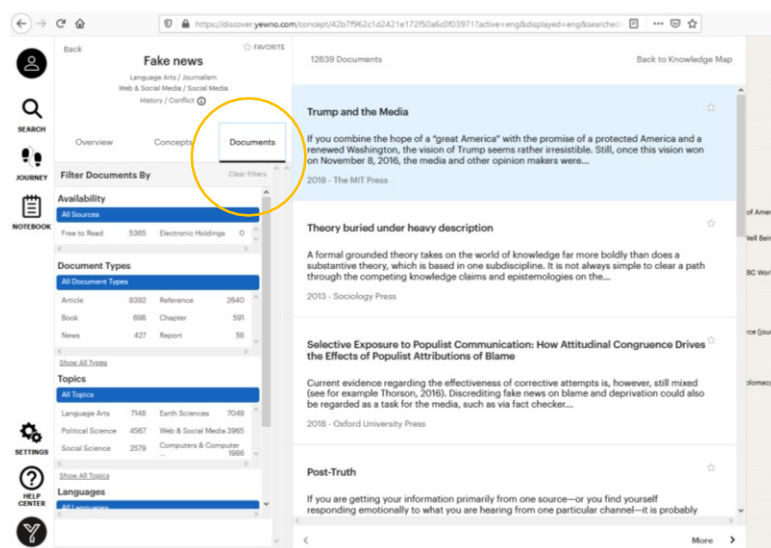 https://discover.yewno.com/concept/42b7f962c1d2421e172f50a6c0f03971?active=eng&displayed=eng&searched
SEARCH
JOURNEY
NOTEBOOK
SETTINGS
HELP
CENTER
Back
FAVORITE
Fake news
Language Arts / Journalism
Web & Social Media / Social Media
History / Conflict
Overview
Concepts
Documents
Filter Documents By
Clear Filters
Availability
All Sources
Free to Read 5365 Electronic Holdings 0
Document Types
All Document Types
Article 8392 Reference 2640
Book 698 Chapter 591
News 427 Report 58
Show All Types
Topics
All Topics
Language Arts 7148 Earth Sciences 7049
Political Science 4567 Web & Social Media 3965
Social Science 2579 Computers & Computer
... 1986
Show All Topics
Languages
All Languages
12839 Documents
Back to Knowledge Map
Trump and the Media
If you combine the hope of a “great America” with the promise of a protected America and a
renewed Washington, the vision of Trump seems rather irresistible. Still, once this vision won
on November 8, 2016, the media and other opinion makers were...
2018 - The MIT Press
Theory buried under heavy description
A formal grounded theory takes on the world of knowledge far more boldly than does a
substantive theory, which is based in one subdiscipline. It is not always simple to clear a path
through the competing knowledge claims and epistemologies on the...
2013 - Sociology Press
Selective Exposure to Populist Communication: How Attitudinal Congruence Drives
the Effects of Populist Attributions of Blame
Current evidence regarding the effectiveness of corrective attempts is, however, still mixed
(see for example Thorson, 2016). Discrediting fake news on blame and deprivation could also
be regarded as a task for the media, such as via fact checker...
2018 - Oxford University Press
Post-Truth
If you are getting your information primarily from one source—or you find yourself
responding emotionally to what you are hearing from one particular channel—it is probably
More
of Amer
Well Bein
BC Worl
rce (jour
plomacy